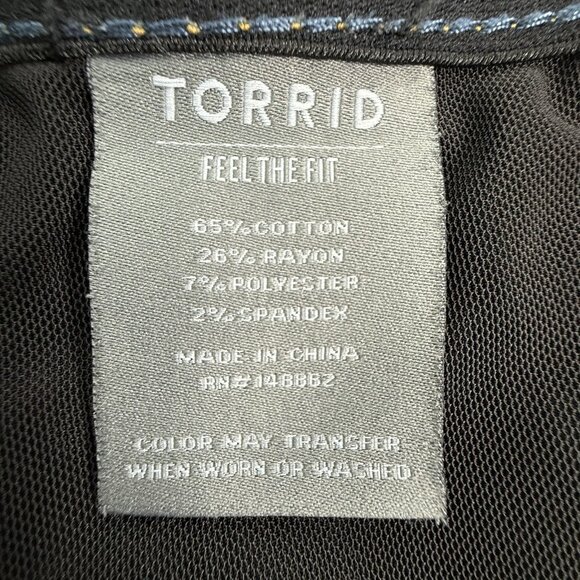 TORRID
FEEL THE FIT
65% COTTON
26% RAYON
7% POLYESTER
2% SPANDEX
MADE IN CHINA
RN# 148862
COLOR MAY TRANSFER
WHEN WORN OR WASHED